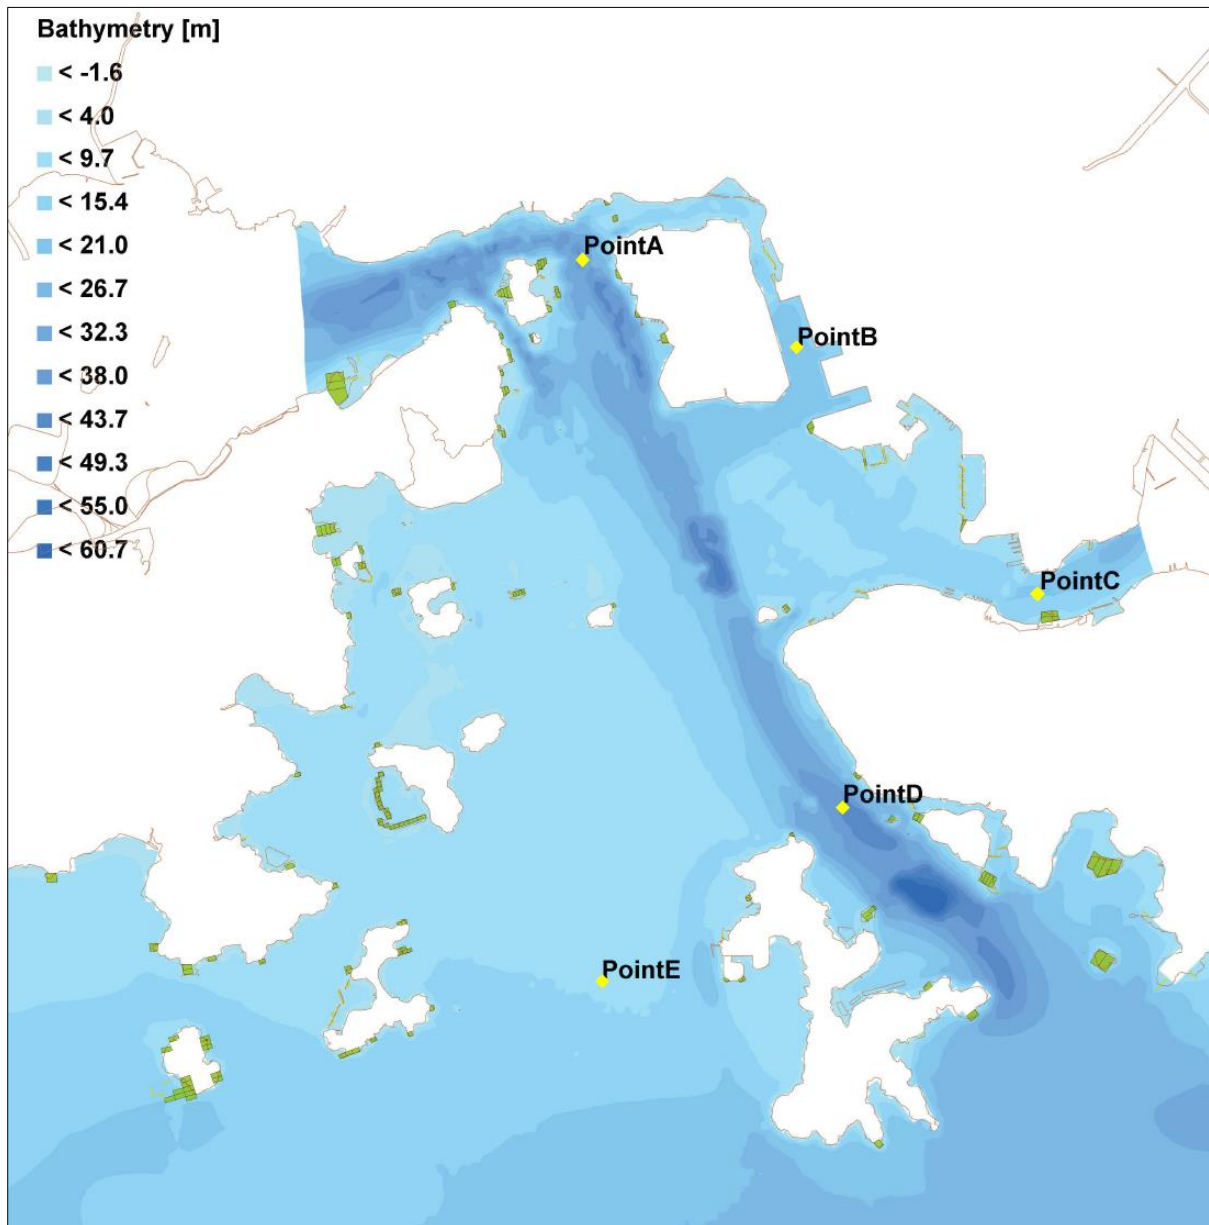 Bathymetry [m]
< -1.6
< 4.0
< 9.7
< 15.4
< 21.0
< 26.7
< 32.3
< 38.0
< 43.7
< 49.3
< 55.0
< 60.7
PointA
PointB
PointC
PointD
PointE